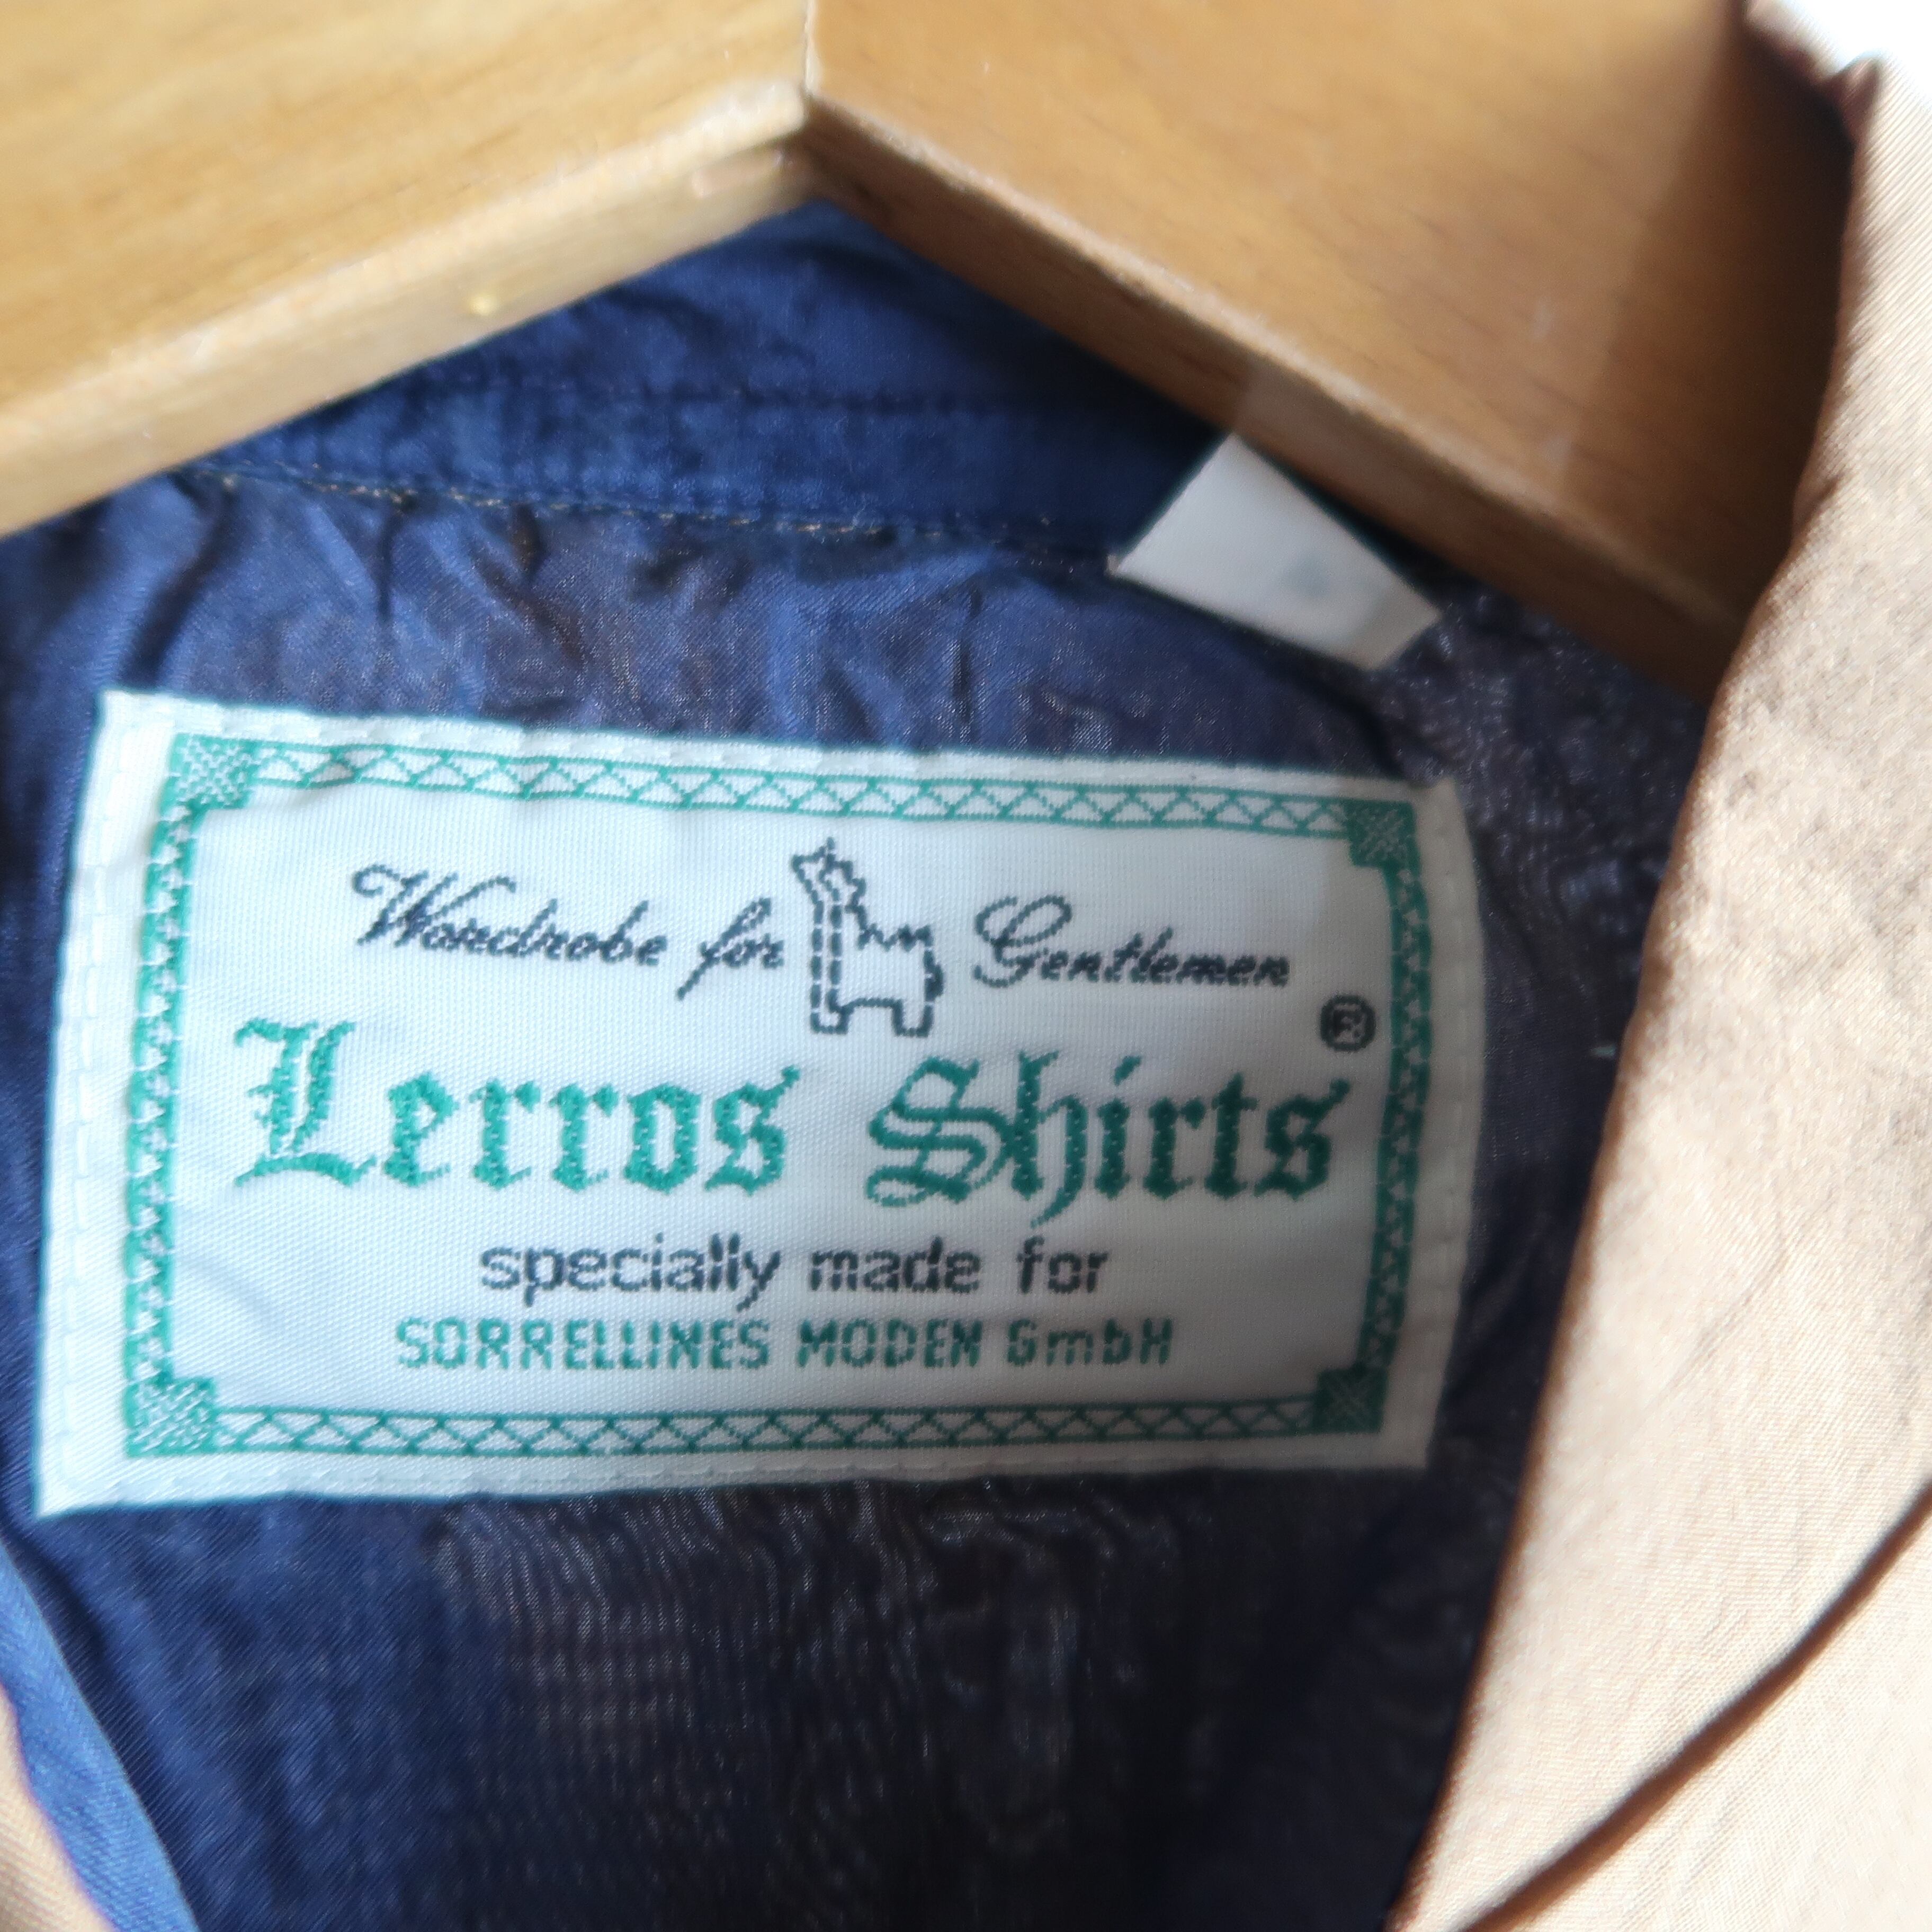 Wardrobe for Gentlemen
Lerros Shirts®
specially made for
SORRELLINES MODEN GmbH